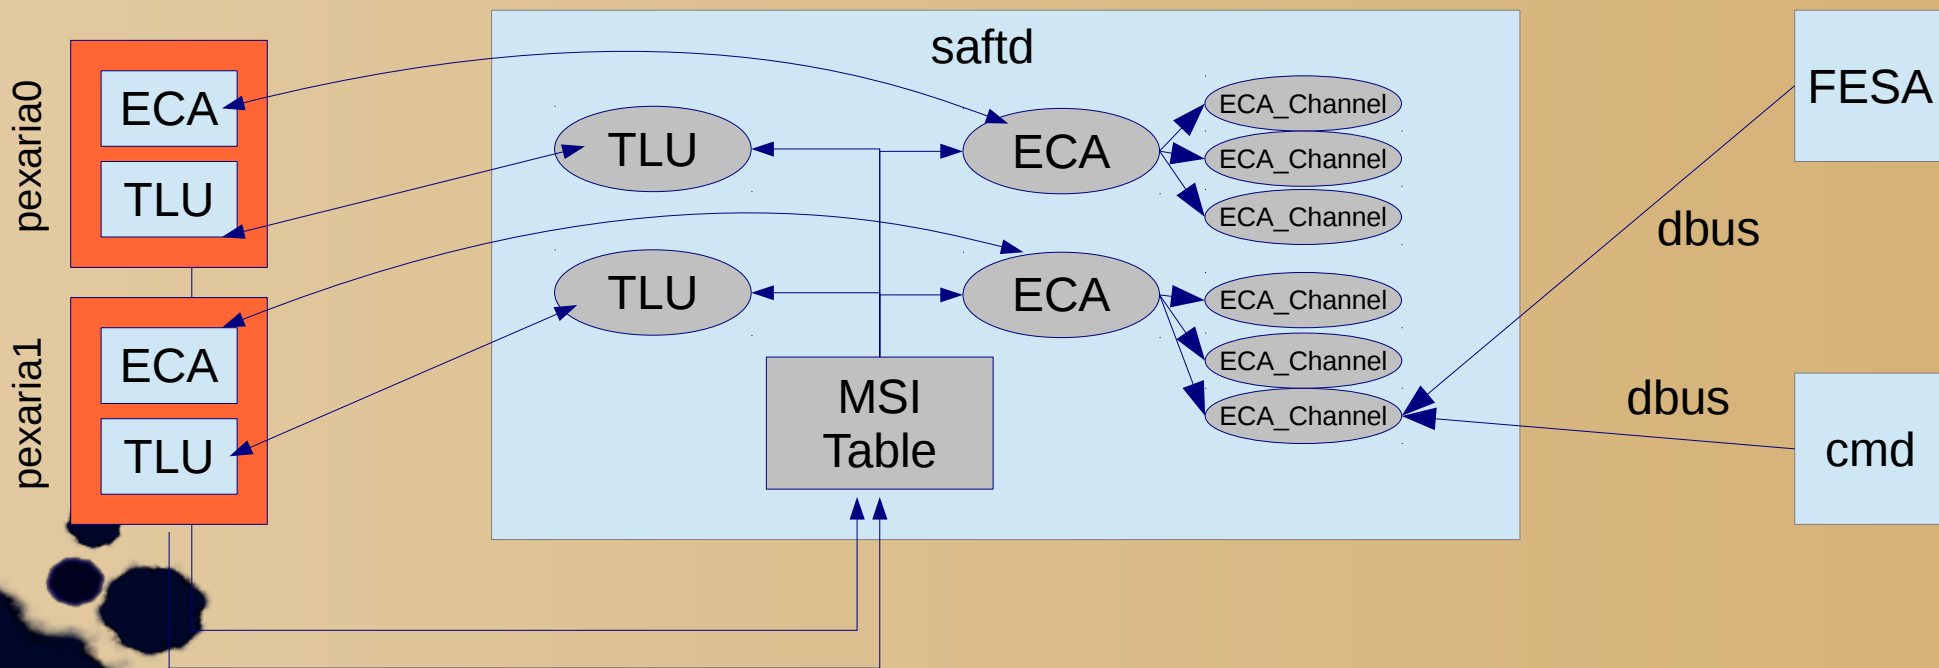 saftd
pexaria0
ECA
TLU
TLU
ECA
ECA_Channel
ECA_Channel
ECA_Channel
FESA
dbus
pexaria1
ECA
TLU
TLU
ECA
ECA_Channel
ECA_Channel
ECA_Channel
MSI
Table
dbus
cmd